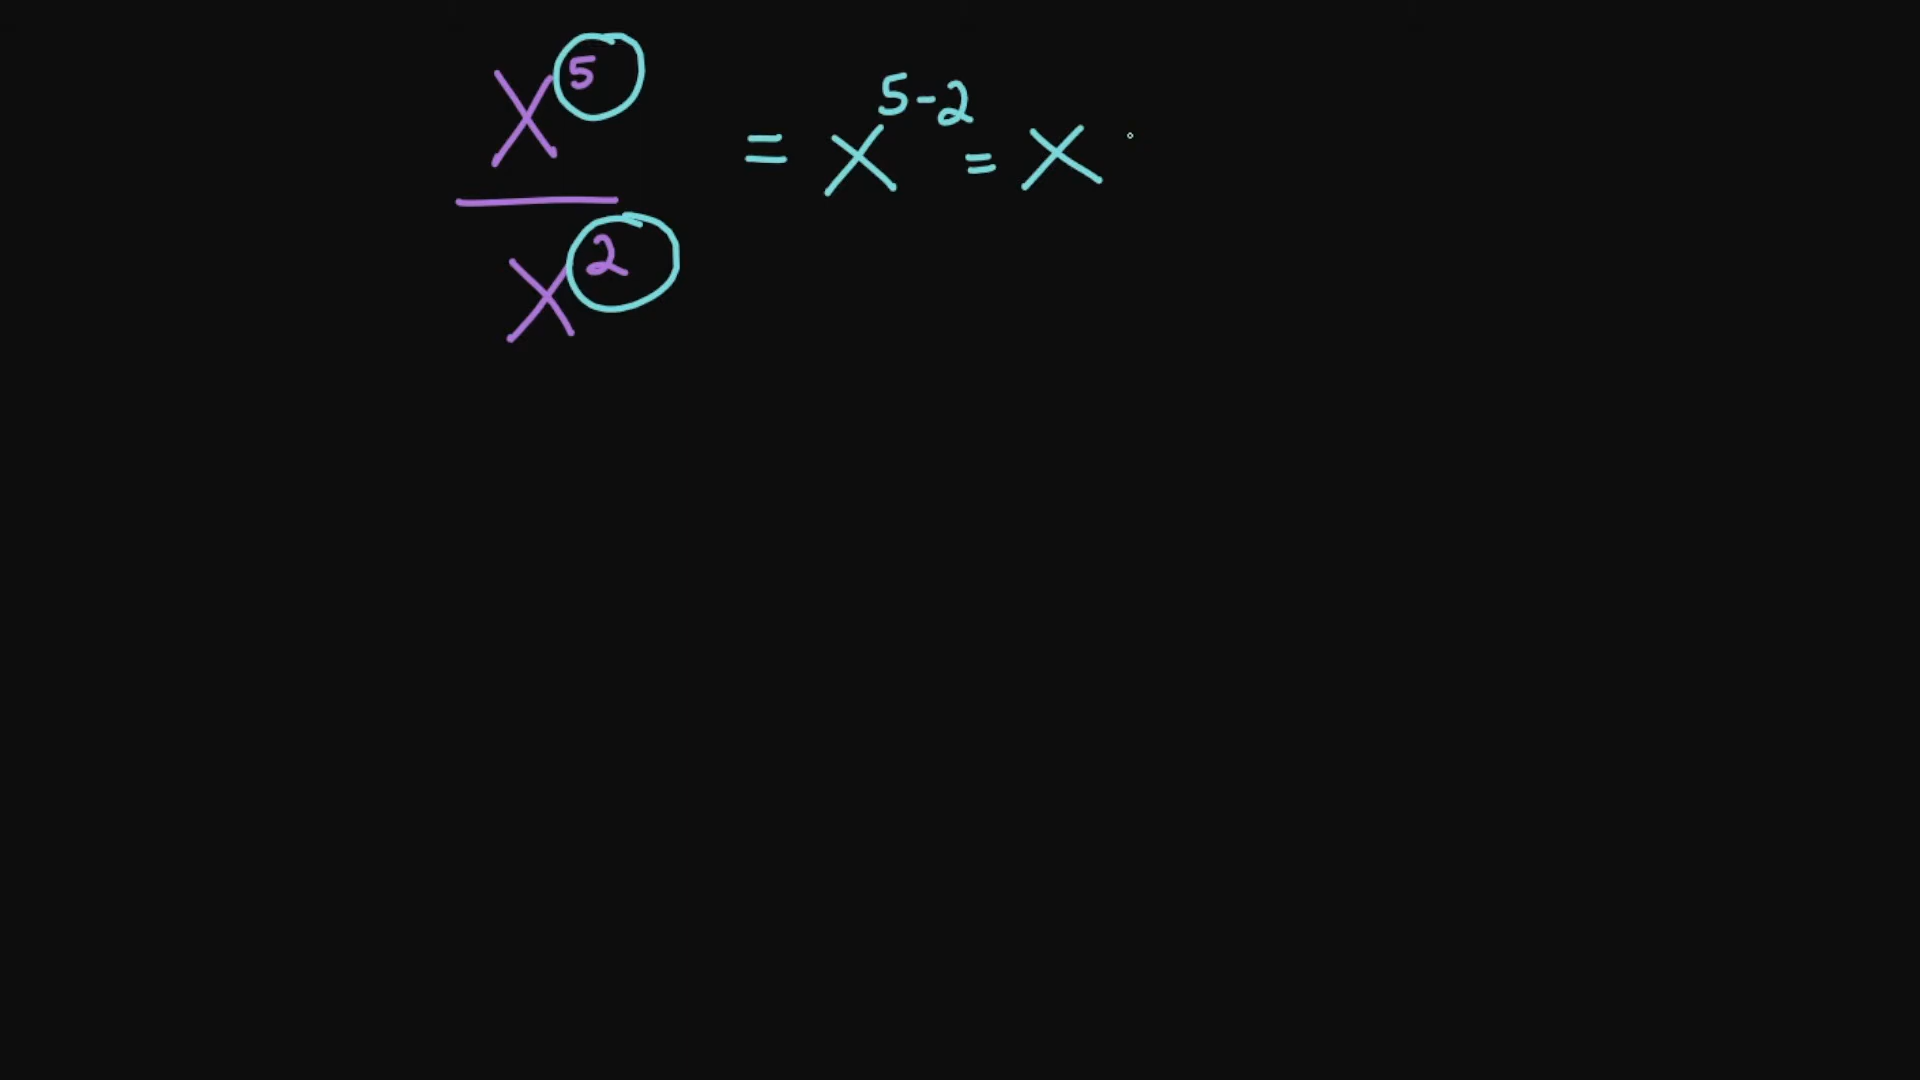 x^5 / x^2 = x^(5-2) = x